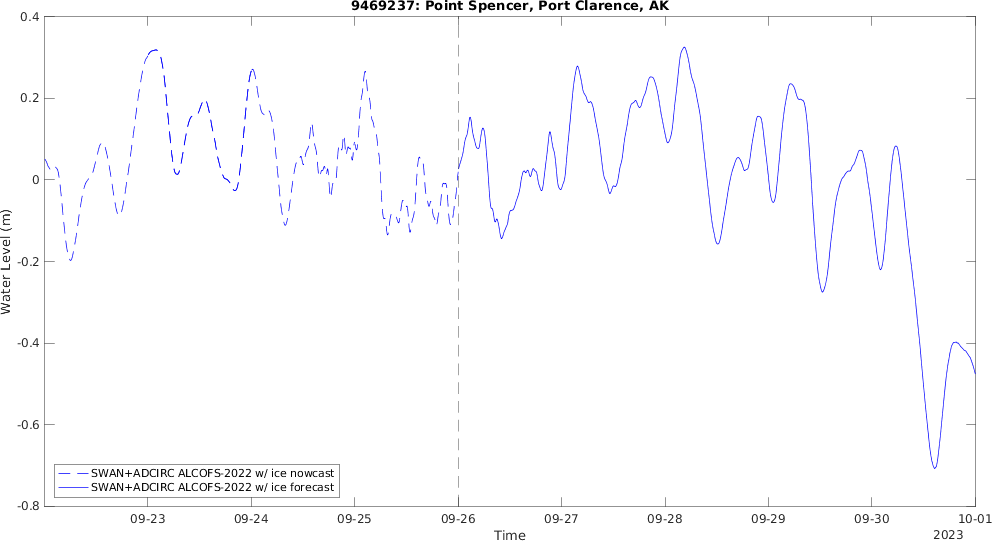 9469237: Point Spencer, Port Clarence, AK
0.4
0.2
0
-0.2
-0.4
-0.6
-0.8
Water Level (m)
SWAN+ADCIRC ALCOFS-2022 w/ ice nowcast
SWAN+ADCIRC ALCOFS-2022 w/ ice forecast
09-23 09-24 09-25 09-26 09-27 09-28 09-29 09-30 10-01
Time
2023